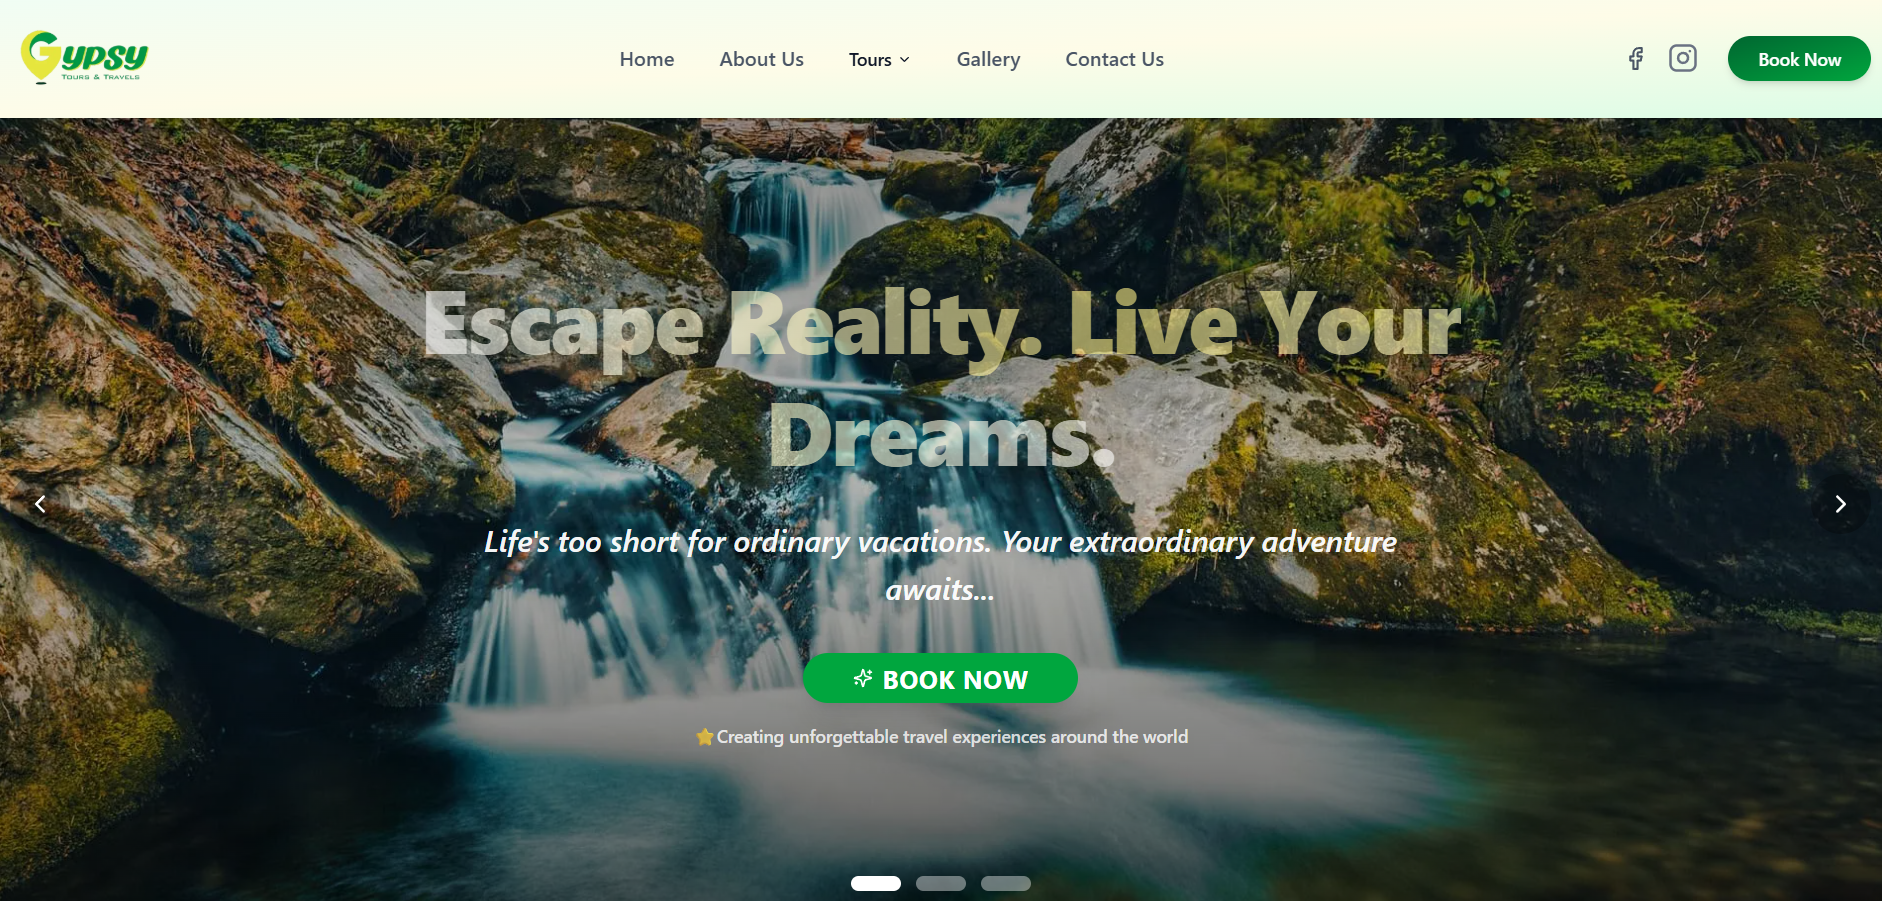 Gypsy
TOURS & TRAVELS
Home
About Us
Tours
Gallery
Contact Us
Book Now
Escape Reality. Live Your
Dreams.
Life's too short for ordinary vacations. Your extraordinary adventure
awaits...
BOOK NOW
⭐Creating unforgettable travel experiences around the world